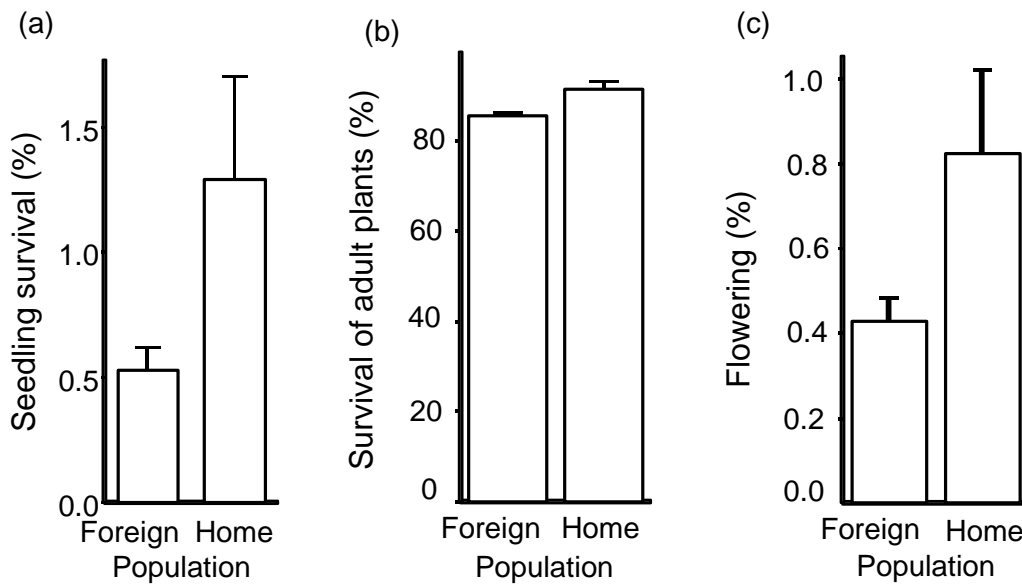 (a)
Seedling survival (%)
1.5
1.0
0.5
0.0
Foreign Home
Population
(b)
Survival of adult plants (%)
80
60
40
20
0
Foreign Home
Population
(c)
Flowering (%)
1.0
0.8
0.6
0.4
0.2
0.0
Foreign Home
Population